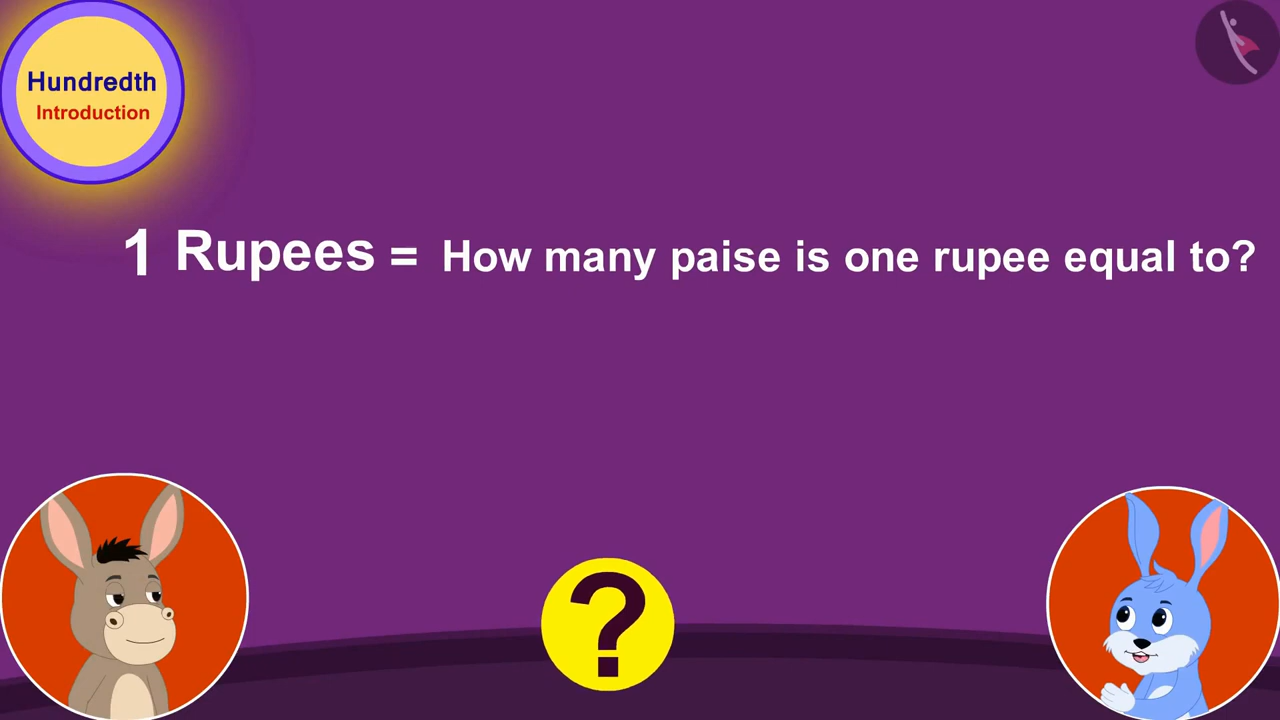 Hundredth
Introduction
1 Rupees = How many paise is one rupee equal to?
?